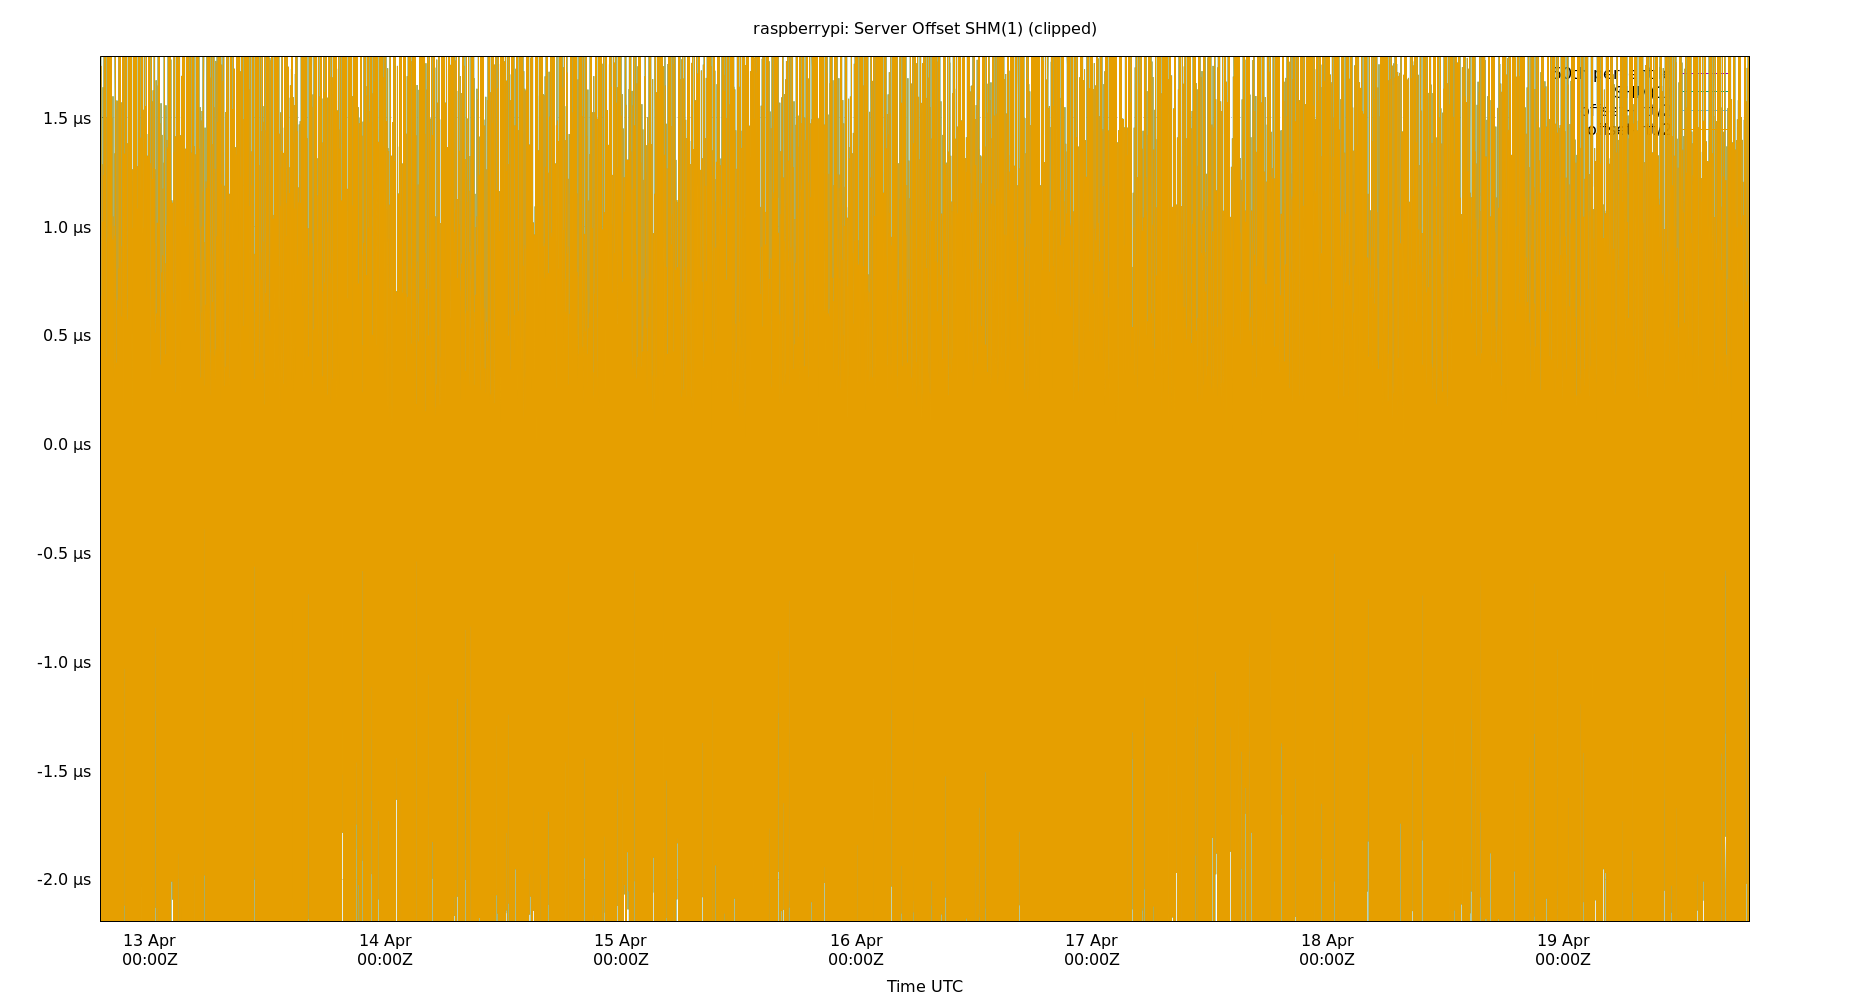 raspberrypi: Server Offset SHM(1) (clipped)
1.5 µs
1.0 µs
0.5 µs
0.0 µs
-0.5 µs
-1.0 µs
-1.5 µs
-2.0 µs
13 Apr 14 Apr 15 Apr 16 Apr 17 Apr 18 Apr 19 Apr
00:00Z 00:00Z 00:00Z 00:00Z 00:00Z 00:00Z 00:00Z
Time UTC